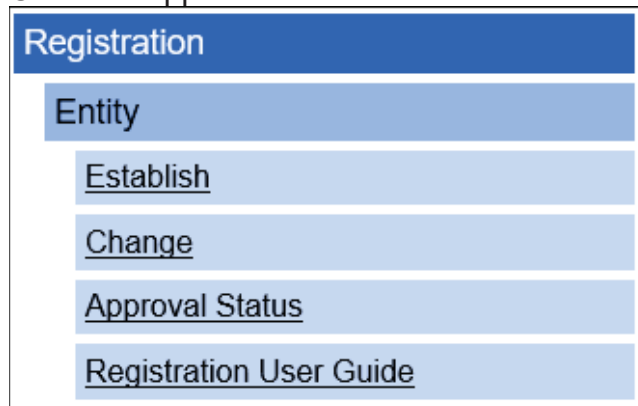 Registration
Entity
Establish
Change
Approval Status
Registration User Guide